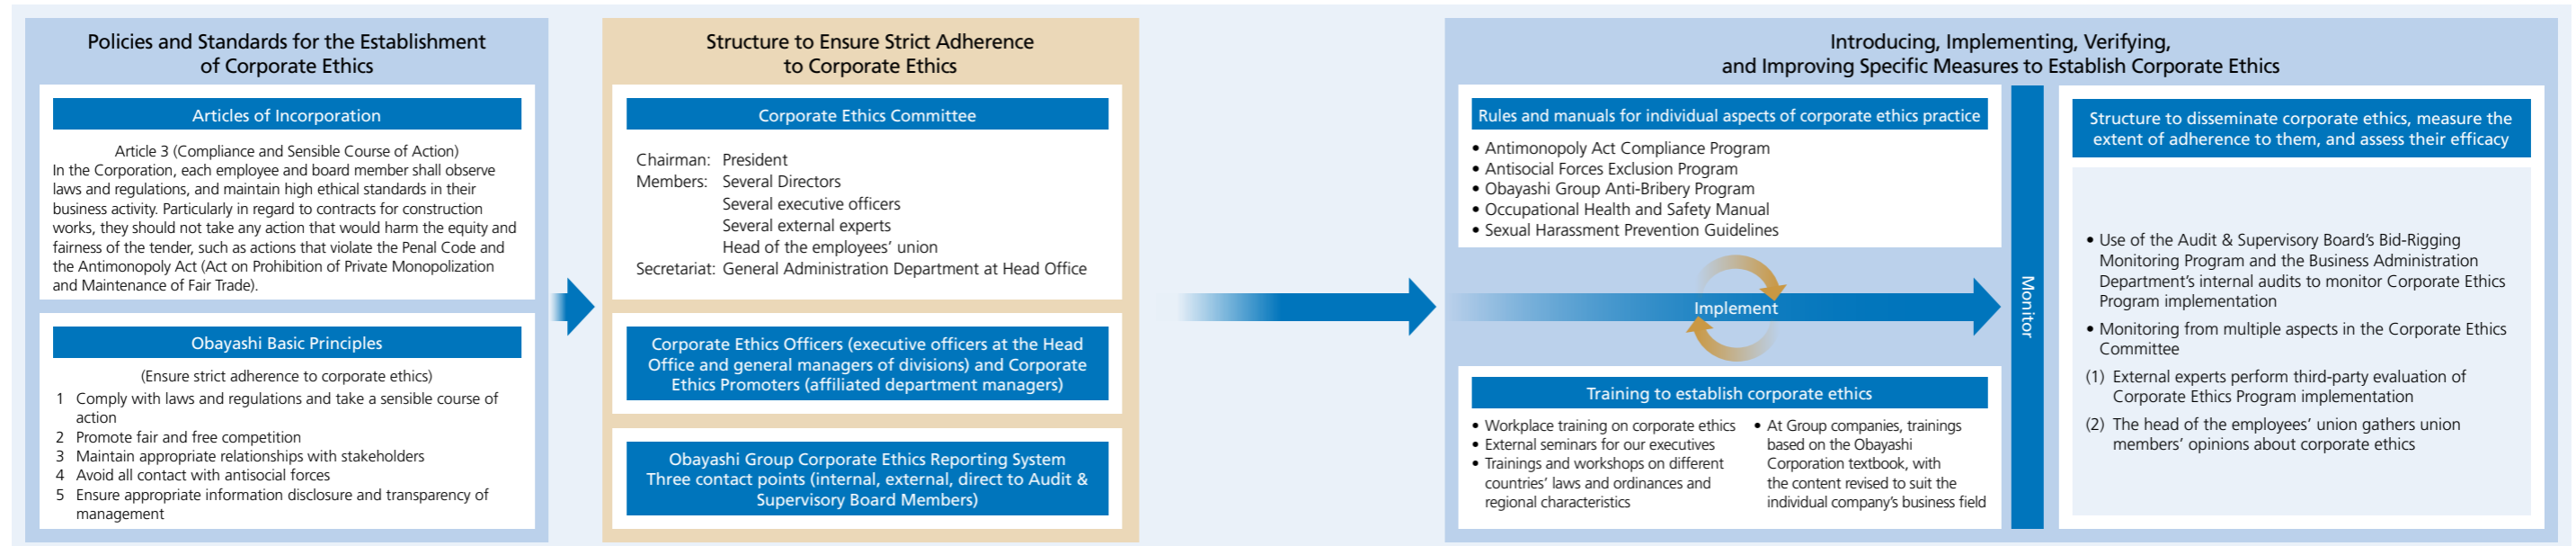 Policies and Standards for the Establishment
of Corporate Ethics
Articles of Incorporation
Article 3 (Compliance and Sensible Course of Action)
In the Corporation, each employee and board member shall observe
laws and regulations, and maintain high ethical standards in their
business activity. Particularly in regard to contracts for construction
works, they should not take any action that would harm the equity and
fairness of the tender, such as actions that violate the Penal Code and
the Antimonopoly Act (Act on Prohibition of Private Monopolization
and Maintenance of Fair Trade).
Obayashi Basic Principles
(Ensure strict adherence to corporate ethics)
1 Comply with laws and regulations and take a sensible course of
action
2 Promote fair and free competition
3 Maintain appropriate relationships with stakeholders
4 Avoid all contact with antisocial forces
5 Ensure appropriate information disclosure and transparency of
management
Structure to Ensure Strict Adherence
to Corporate Ethics
Corporate Ethics Committee
Chairman: President
Members: Several Directors
Several executive officers
Several external experts
Head of the employees’ union
Secretariat: General Administration Department at Head Office
Corporate Ethics Officers (executive officers at the Head
Office and general managers of divisions) and Corporate
Ethics Promoters (affiliated department managers)
Obayashi Group Corporate Ethics Reporting System
Three contact points (internal, external, direct to Audit &
Supervisory Board Members)
Introducing, Implementing, Verifying,
and Improving Specific Measures to Establish Corporate Ethics
Rules and manuals for individual aspects of corporate ethics practice
• Antimonopoly Act Compliance Program
• Antisocial Forces Exclusion Program
• Obayashi Group Anti-Bribery Program
• Occupational Health and Safety Manual
• Sexual Harassment Prevention Guidelines
Implement
Training to establish corporate ethics
• Workplace training on corporate ethics
• External seminars for our executives
• Trainings and workshops on different
countries’ laws and ordinances and
regional characteristics
• At Group companies, trainings
based on the Obayashi
Corporation textbook, with
the content revised to suit the
individual company’s business field
Monitor
Structure to disseminate corporate ethics, measure the
extent of adherence to them, and assess their efficacy
• Use of the Audit & Supervisory Board’s Bid-Rigging
Monitoring Program and the Business Administration
Department’s internal audits to monitor Corporate Ethics
Program implementation
• Monitoring from multiple aspects in the Corporate Ethics
Committee
(1) External experts perform third-party evaluation of
Corporate Ethics Program implementation
(2) The head of the employees’ union gathers union
members’ opinions about corporate ethics